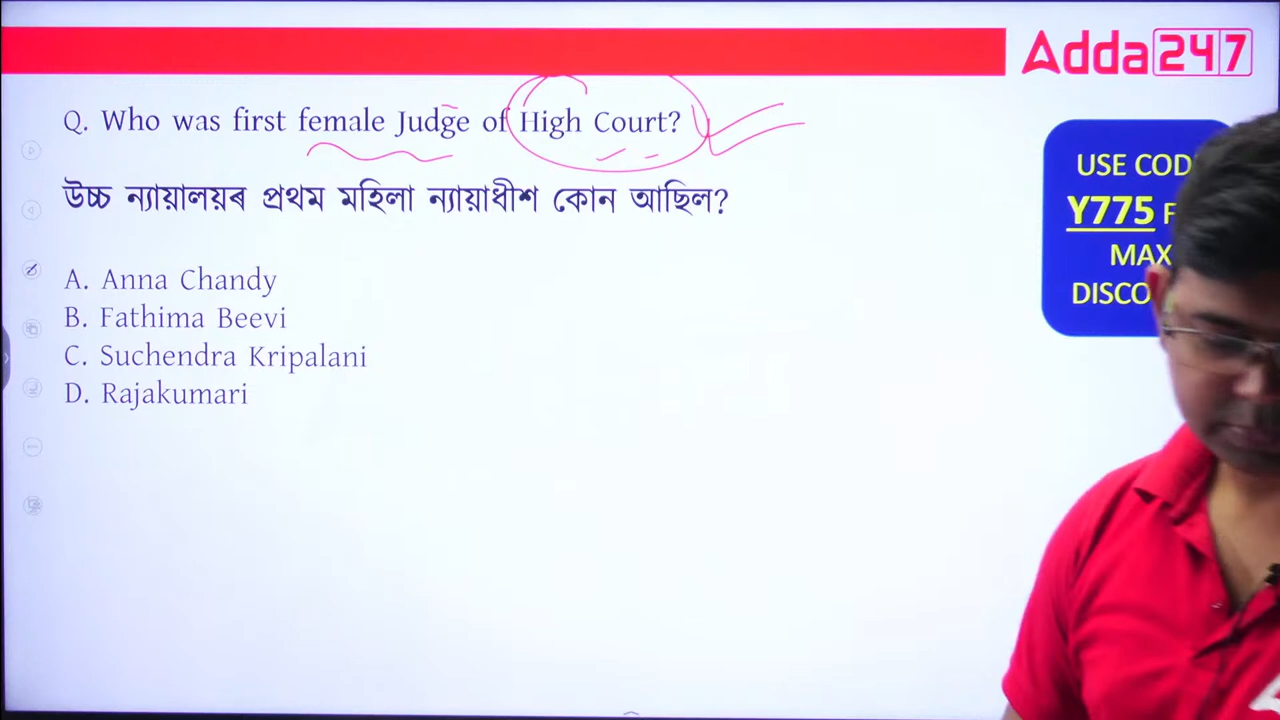 Adda247
Q. Who was first female Judge of High Court?
উচ্চ ন্যায়ালয়ৰ প্ৰথম মহিলা ন্যায়াধীশ কোন আছিল?
A. Anna Chandy
B. Fathima Beevi
C. Suchendra Kripalani
D. Rajakumari
USE COD
Y775 F
MAX
DISCO